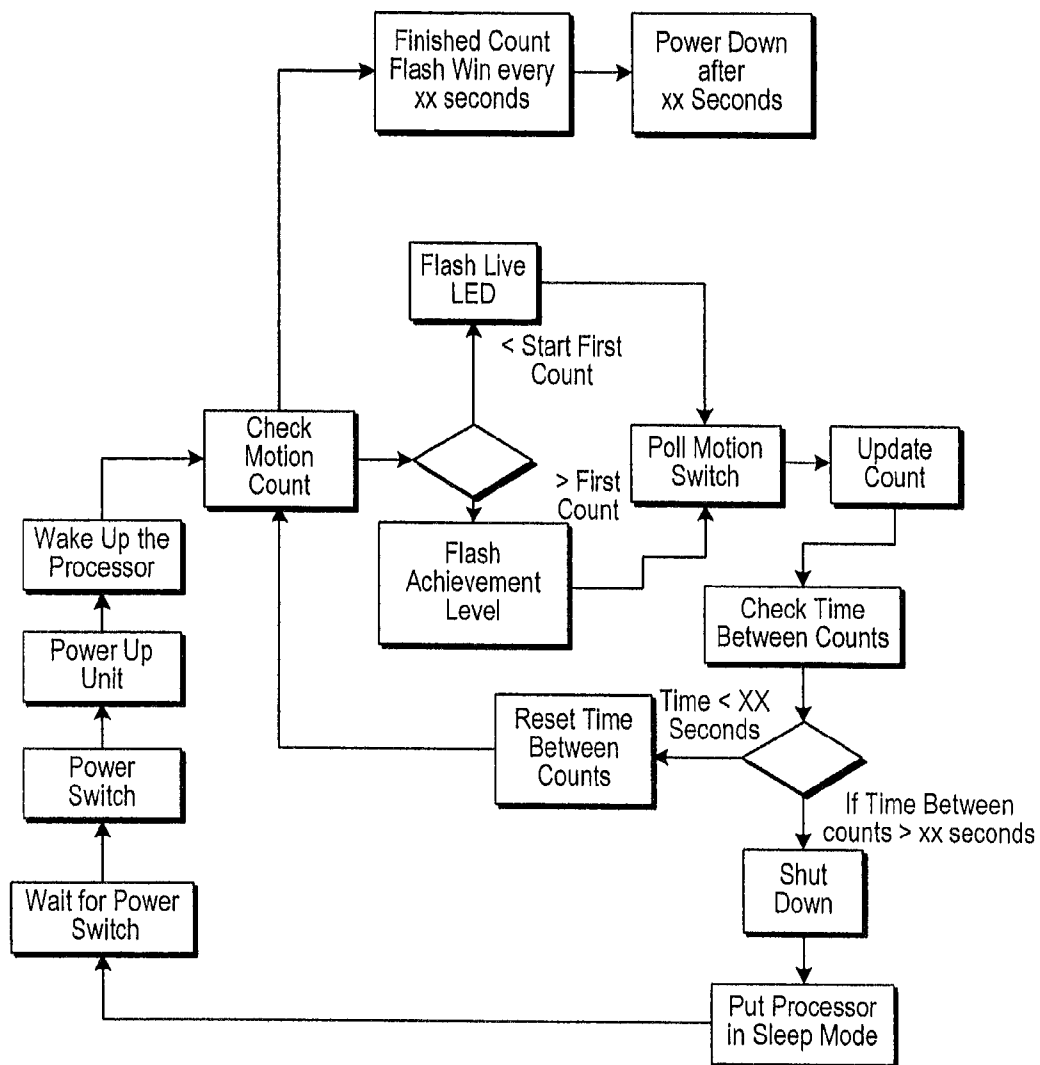 Finished Count
Flash Win every
xx seconds
Power Down
after
xx Seconds
Flash Live
LED
< Start First
Count
Check
Motion
Count
Poll Motion
Switch
Update
Count
> First
Count
Wake Up the
Processor
Flash
Achievement
Level
Check Time
Between Counts
Power Up
Unit
Time < XX
Seconds
Reset Time
Between
Counts
Power
Switch
If Time Between
counts > xx seconds
Shut
Down
Wait for Power
Switch
Put Processor
in Sleep Mode